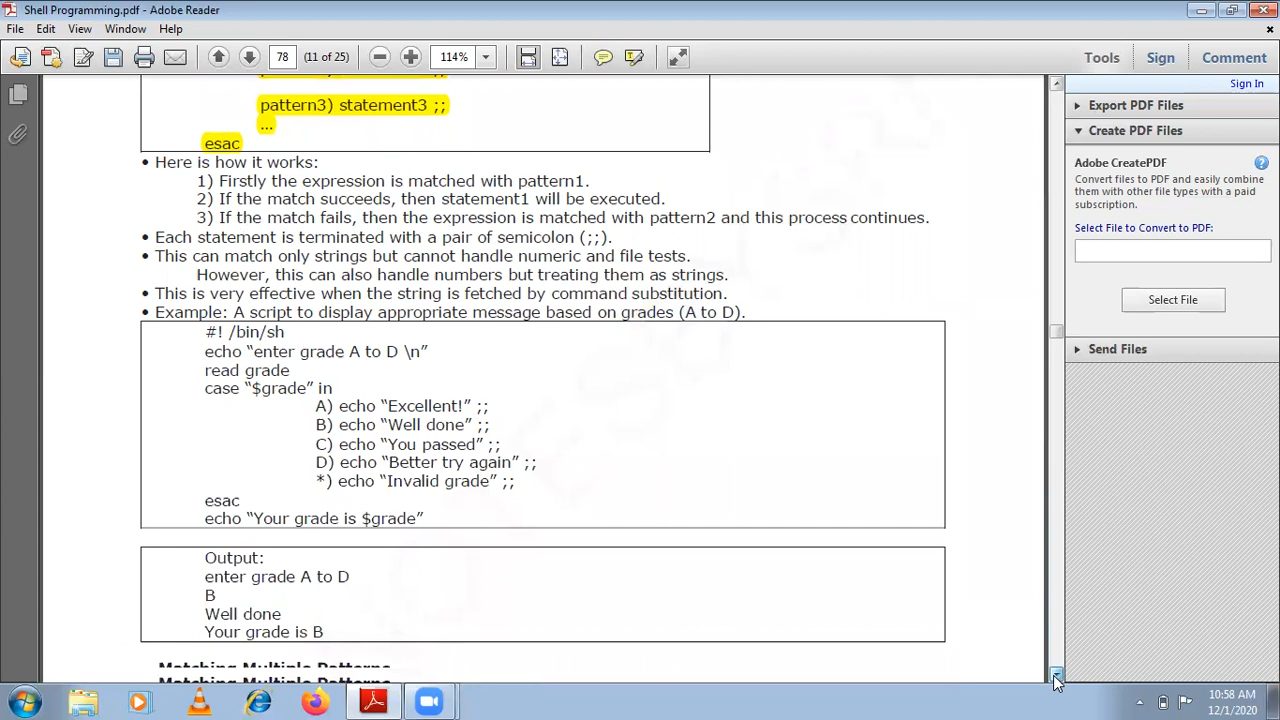 Shell Programming.pdf - Adobe Reader
File Edit View Window Help
78 (11 of 25) 114% Tools Sign Comment
Sign In
pattern3) statement3 ;;
...
esac
• Here is how it works:
1) Firstly the expression is matched with pattern1.
2) If the match succeeds, then statement1 will be executed.
3) If the match fails, then the expression is matched with pattern2 and this process continues.
• Each statement is terminated with a pair of semicolon (;;).
• This can match only strings but cannot handle numeric and file tests.
However, this can also handle numbers but treating them as strings.
• This is very effective when the string is fetched by command substitution.
• Example: A script to display appropriate message based on grades (A to D).
#! /bin/sh
echo “enter grade A to D \n”
read grade
case “$grade” in
A) echo “Excellent!” ;;
B) echo “Well done” ;;
C) echo “You passed” ;;
D) echo “Better try again” ;;
*) echo “Invalid grade” ;;
esac
echo “Your grade is $grade”
Output:
enter grade A to D
B
Well done
Your grade is B
Matching Multiple Patterns
Export PDF Files
Create PDF Files
Adobe CreatePDF
Convert files to PDF and easily combine
them with other file types with a paid
subscription.
Select File to Convert to PDF:
Select File
Send Files
10:58 AM
12/1/2020